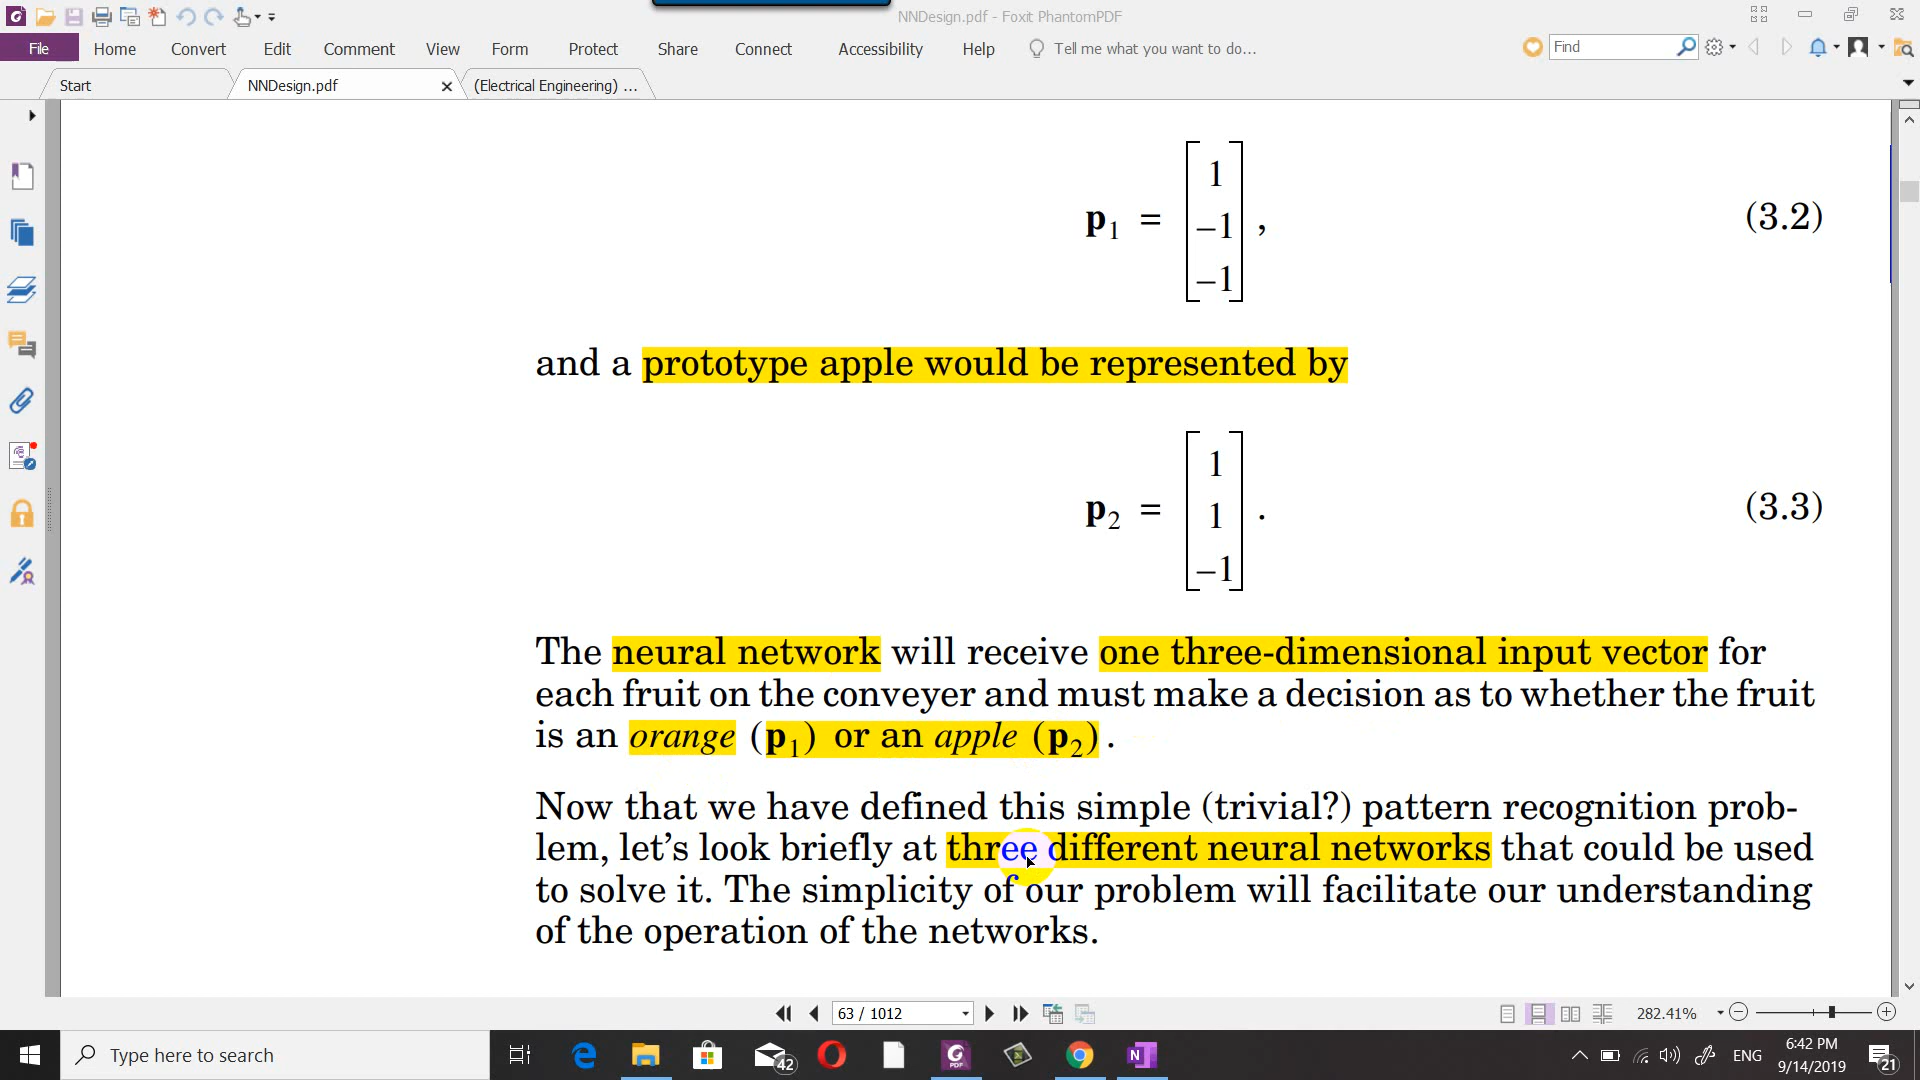 NNDesign.pdf - Foxit PhantomPDF
File Home Convert Edit Comment View Form Protect Share Connect Accessibility Help Tell me what you want to do... Find
Start NNDesign.pdf (Electrical Engineering) ...
p1 = [1 –1 –1] , (3.2)
and a prototype apple would be represented by
p2 = [1 1 –1] . (3.3)
The neural network will receive one three-dimensional input vector for
each fruit on the conveyer and must make a decision as to whether the fruit
is an orange (p1) or an apple (p2).
Now that we have defined this simple (trivial?) pattern recognition prob-
lem, let's look briefly at three different neural networks that could be used
to solve it. The simplicity of our problem will facilitate our understanding
of the operation of the networks.
63 / 1012 282.41%
Type here to search 42 PDF N ENG 6:42 PM
9/14/2019 21